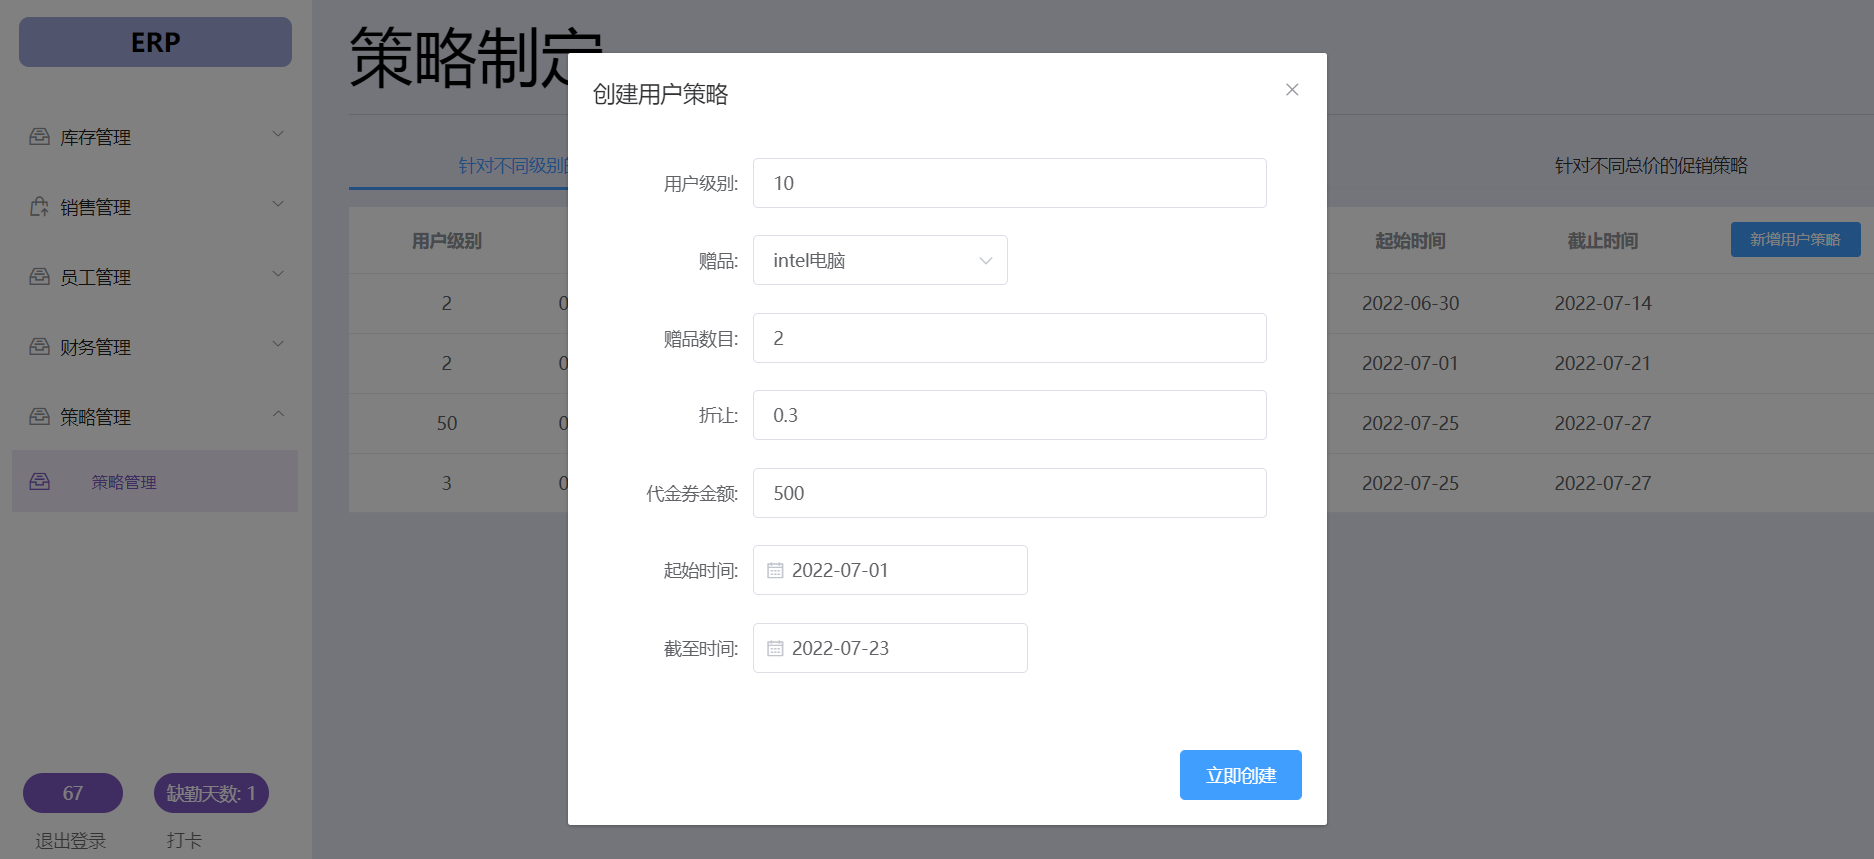 ERP
库存管理
销售管理
员工管理
财务管理
策略管理
策略管理
67
缺勤天数: 1
退出登录
打卡
策略制定
针对不同级别
针对不同总价的促销策略
用户级别
起始时间
截止时间
新增用户策略
2 0 2022-06-30 2022-07-14
2 0 2022-07-01 2022-07-21
50 0 2022-07-25 2022-07-27
3 0 2022-07-25 2022-07-27
创建用户策略
用户级别: 10
赠品: intel电脑
赠品数目: 2
折让: 0.3
代金券金额: 500
起始时间: 2022-07-01
截至时间: 2022-07-23
立即创建